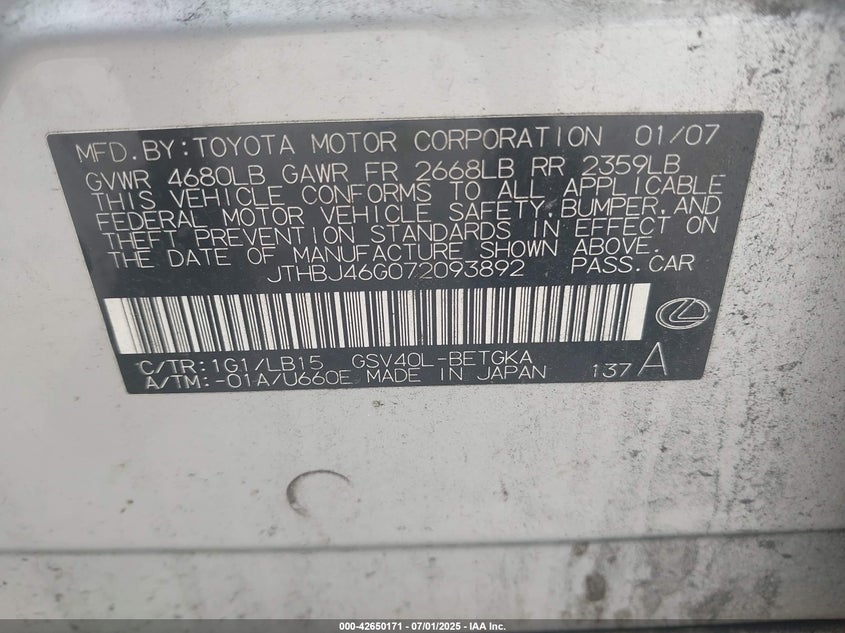 MFD.BY:TOYOTA MOTOR CORPORATION 01/07
GVWR 4680LB GAWR FR 2668LB RR 2359LB
THIS VEHICLE CONFORMS TO ALL APPLICABLE
FEDERAL MOTOR VEHICLE SAFETY,BUMPER,AND
THEFT PREVENTION STANDARDS IN EFFECT ON
THE DATE OF MANUFACTURE SHOWN ABOVE.
JTHBJ46G072093892 PASS.CAR
C/TR:1G1/LB15 GSV40L-BETGKA
A/TM:-01A/U660E MADE IN JAPAN 137 A
000-42650171 - 07/01/2025 - IAA Inc.